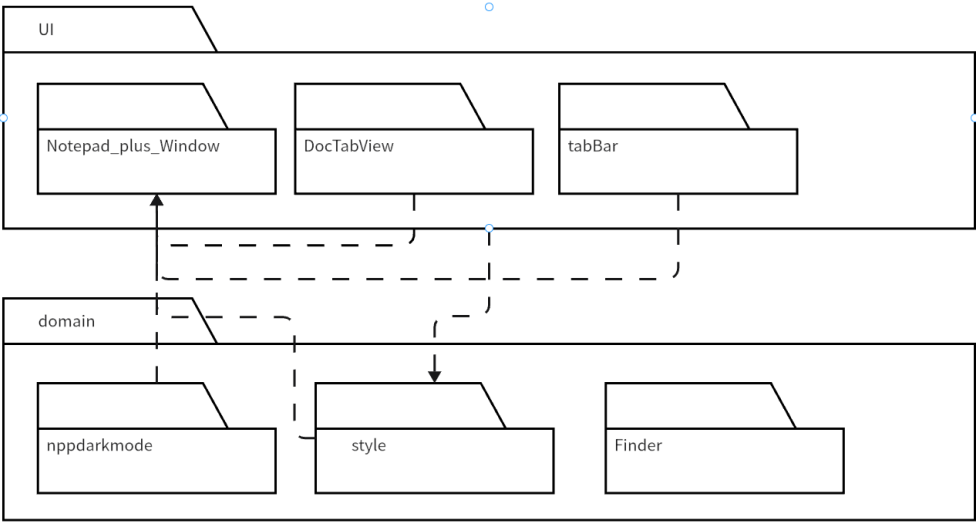 UI
Notepad_plus_Window
DocTabView
tabBar
domain
nppdarkmode
style
Finder